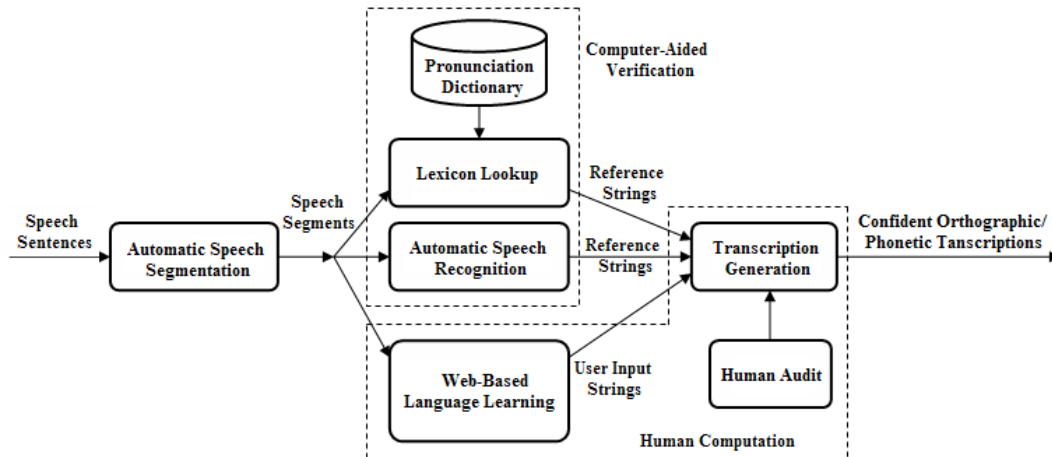 Pronunciation
Dictionary
Computer-Aided
Verification
Lexicon Lookup
Reference
Strings
Speech
Segments
Speech
Sentences
Automatic Speech
Segmentation
Automatic Speech
Recognition
Reference
Strings
Transcription
Generation
Confident Orthographic/
Phonetic Tanscriptions
Web-Based
Language Learning
User Input
Strings
Human Audit
Human Computation